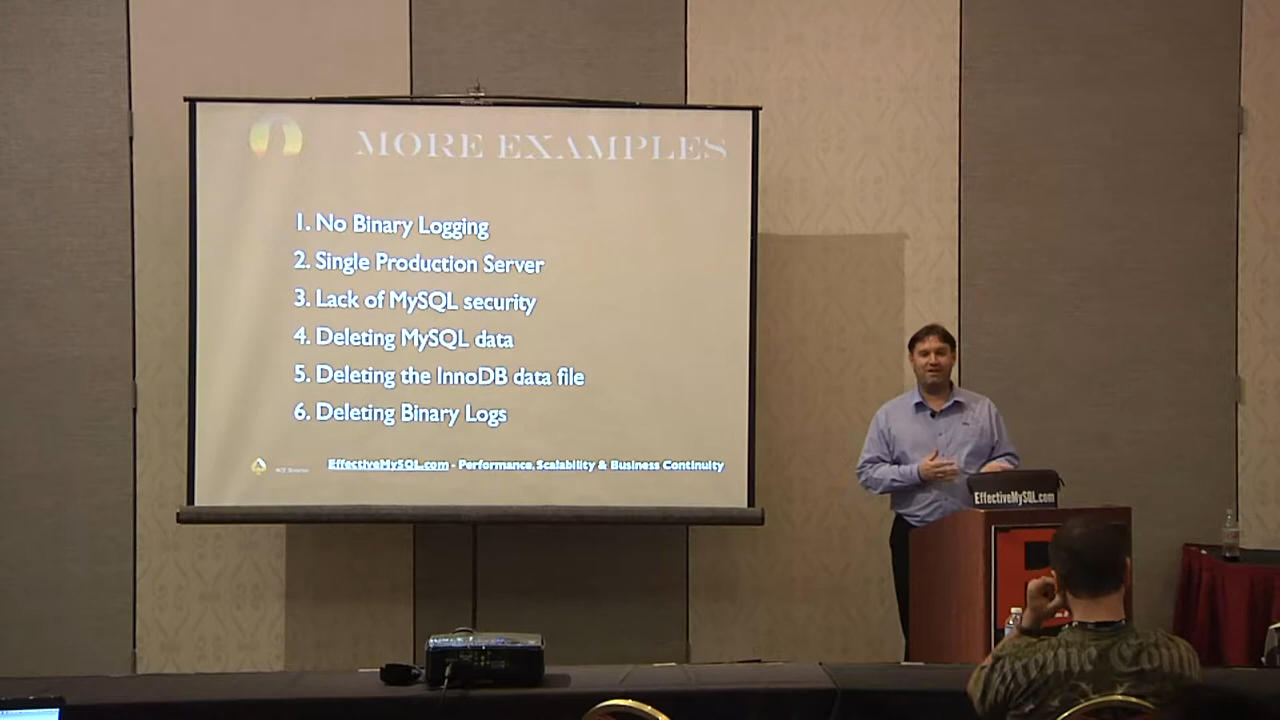 MORE EXAMPLES
1. No Binary Logging
2. Single Production Server
3. Lack of MySQL security
4. Deleting MySQL data
5. Deleting the InnoDB data file
6. Deleting Binary Logs
EffectiveMySQL.com - Performance, Scalability & Business Continuity
EffectiveMySQL.com